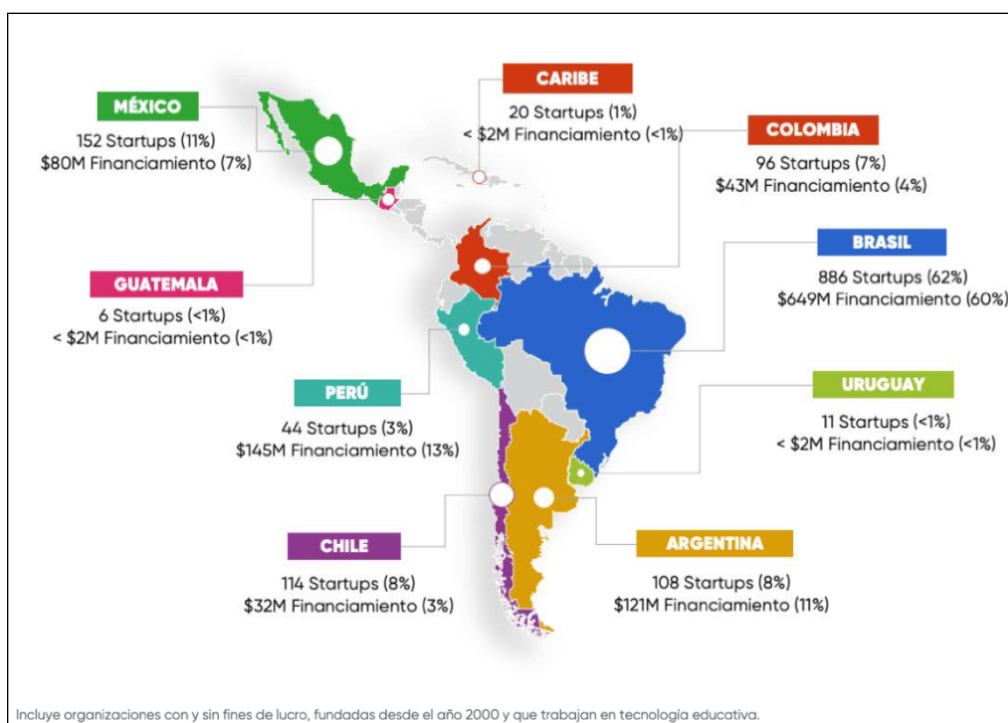 MÉXICO
152 Startups (11%)
$80M Financiamiento (7%)
CARIBE
20 Startups (1%)
< $2M Financiamiento (<1%)
COLOMBIA
96 Startups (7%)
$43M Financiamiento (4%)
GUATEMALA
6 Startups (<1%)
< $2M Financiamiento (<1%)
BRASIL
886 Startups (62%)
$649M Financiamiento (60%)
PERÚ
44 Startups (3%)
$145M Financiamiento (13%)
URUGUAY
11 Startups (<1%)
< $2M Financiamiento (<1%)
CHILE
114 Startups (8%)
$32M Financiamiento (3%)
ARGENTINA
108 Startups (8%)
$121M Financiamiento (11%)
Incluye organizaciones con y sin fines de lucro, fundadas desde el año 2000 y que trabajan en tecnología educativa.